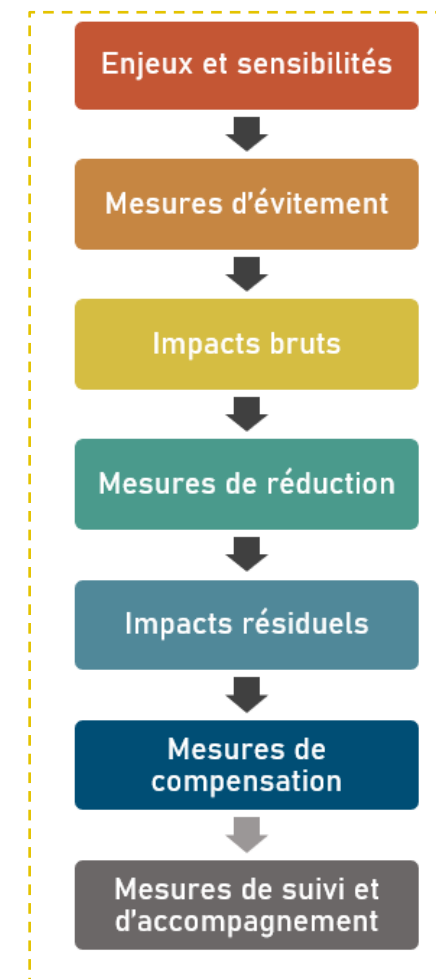 Enjeux et sensibilités
Mesures d'évitement
Impacts bruts
Mesures de réduction
Impacts résiduels
Mesures de
compensation
Mesures de suivi et
d'accompagnement